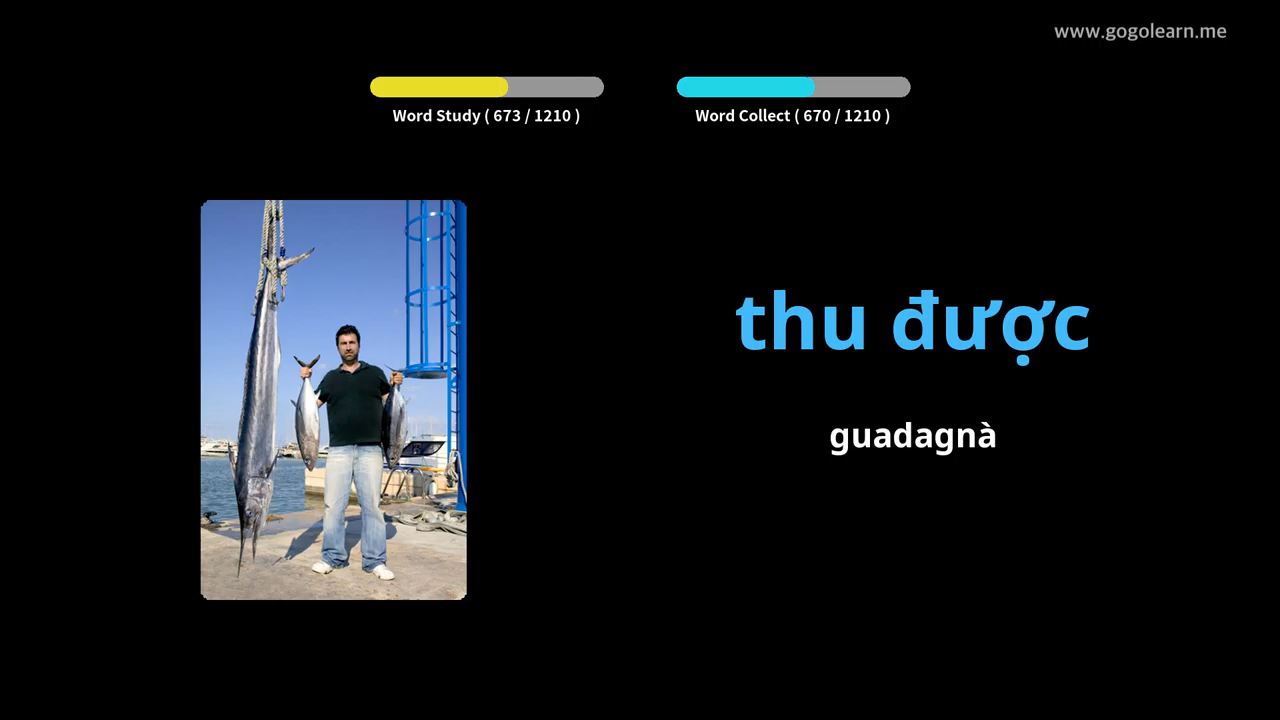 www.gogolearn.me
Word Study ( 673 / 1210 )
Word Collect ( 670 / 1210 )
thu được
guadagnà